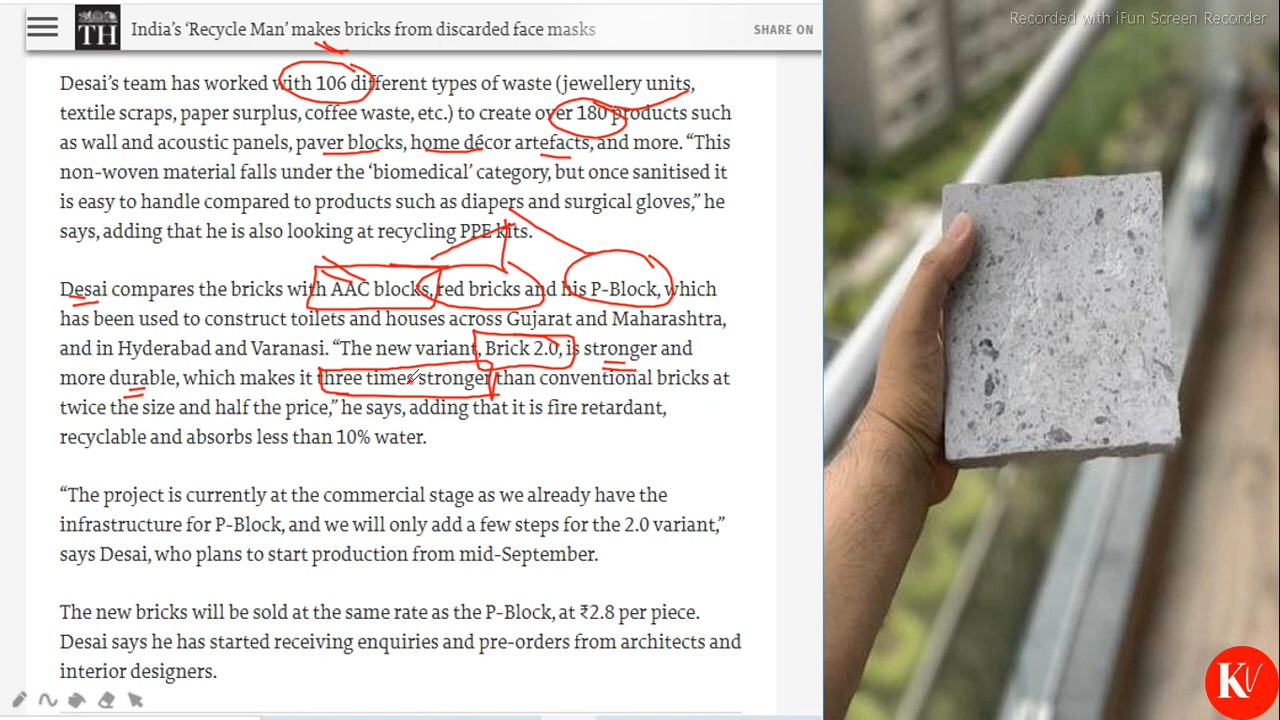 Recorded with iFun Screen Recorder
TH
India's ‘Recycle Man’ makes bricks from discarded face masks
SHARE ON
Desai's team has worked with 106 different types of waste (jewellery units,
textile scraps, paper surplus, coffee waste, etc.) to create over 180 products such
as wall and acoustic panels, paver blocks, home décor artefacts, and more. “This
non-woven material falls under the ‘biomedical’ category, but once sanitised it
is easy to handle compared to products such as diapers and surgical gloves,” he
says, adding that he is also looking at recycling PPE kits.
Desai compares the bricks with AAC blocks, red bricks and his P-Block, which
has been used to construct toilets and houses across Gujarat and Maharashtra,
and in Hyderabad and Varanasi. “The new variant, Brick 2.0, is stronger and
more durable, which makes it three times stronger than conventional bricks at
twice the size and half the price,” he says, adding that it is fire retardant,
recyclable and absorbs less than 10% water.
“The project is currently at the commercial stage as we already have the
infrastructure for P-Block, and we will only add a few steps for the 2.0 variant,”
says Desai, who plans to start production from mid-September.
The new bricks will be sold at the same rate as the P-Block, at ₹2.8 per piece.
Desai says he has started receiving enquiries and pre-orders from architects and
interior designers.
KV